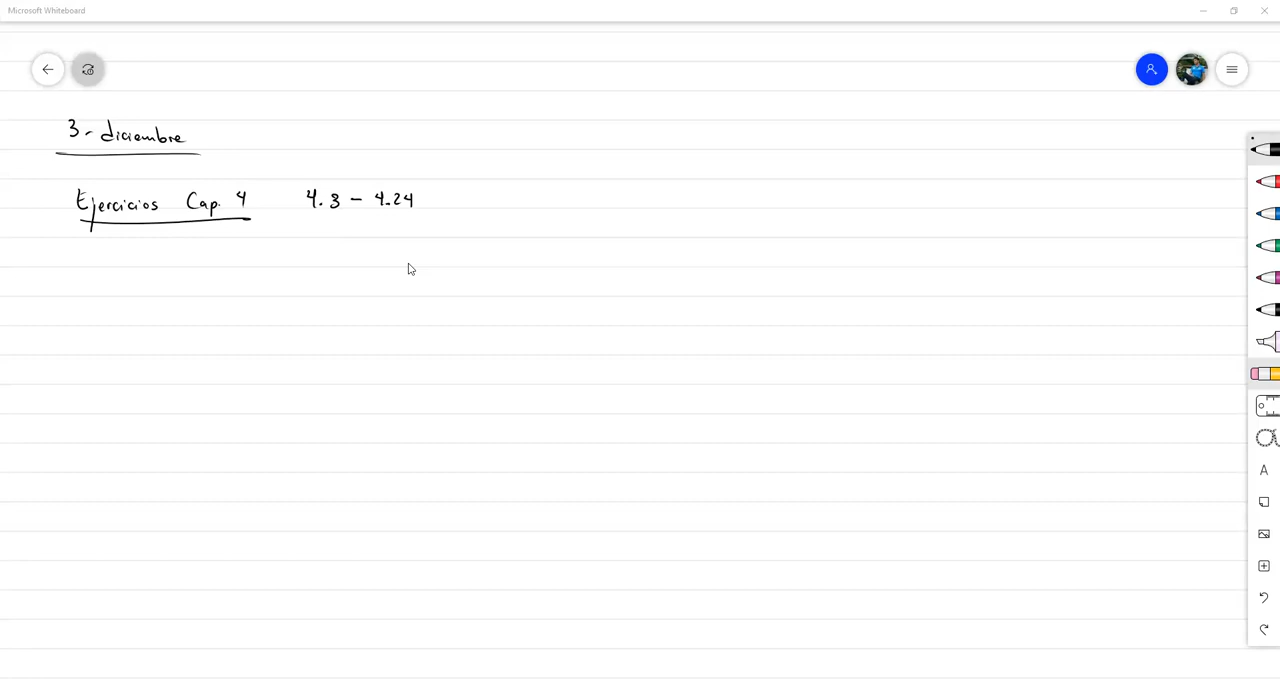 Microsoft Whiteboard
3- diciembre
Ejercicios Cap. 4 4.3 - 4.24
A